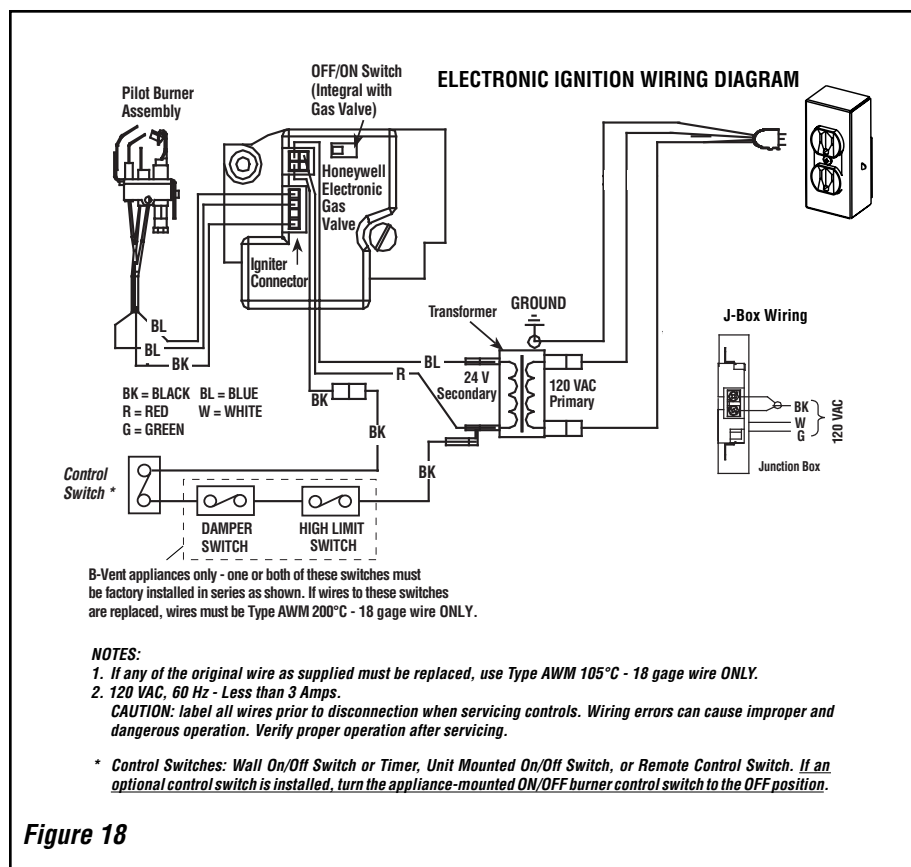 ELECTRONIC IGNITION WIRING DIAGRAM
OFF/ON Switch
(Integral with
Gas Valve)
Pilot Burner
Assembly
Honeywell
Electronic
Gas
Valve
Igniter
Connector
BL
BL
BK
BK = BLACK BL = BLUE
R = RED W = WHITE
G = GREEN
Transformer
GROUND
BL
R
BK
24 V
Secondary
120 VAC
Primary
BK
BK
J-Box Wiring
BK
W
G
120 VAC
Junction Box
Control
Switch *
DAMPER
SWITCH
HIGH LIMIT
SWITCH
B-Vent appliances only - one or both of these switches must
be factory installed in series as shown. If wires to these switches
are replaced, wires must be Type AWM 200°C - 18 gage wire ONLY.
NOTES:
1. If any of the original wire as supplied must be replaced, use Type AWM 105°C - 18 gage wire ONLY.
2. 120 VAC, 60 Hz - Less than 3 Amps.
CAUTION: label all wires prior to disconnection when servicing controls. Wiring errors can cause improper and
dangerous operation. Verify proper operation after servicing.
* Control Switches: Wall On/Off Switch or Timer, Unit Mounted On/Off Switch, or Remote Control Switch. If an
optional control switch is installed, turn the appliance-mounted ON/OFF burner control switch to the OFF position.
Figure 18